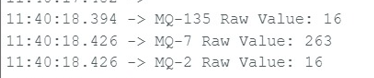 11:40:18.394 -> MQ-135 Raw Value: 16
11:40:18.426 -> MQ-7 Raw Value: 263
11:40:18.426 -> MQ-2 Raw Value: 16